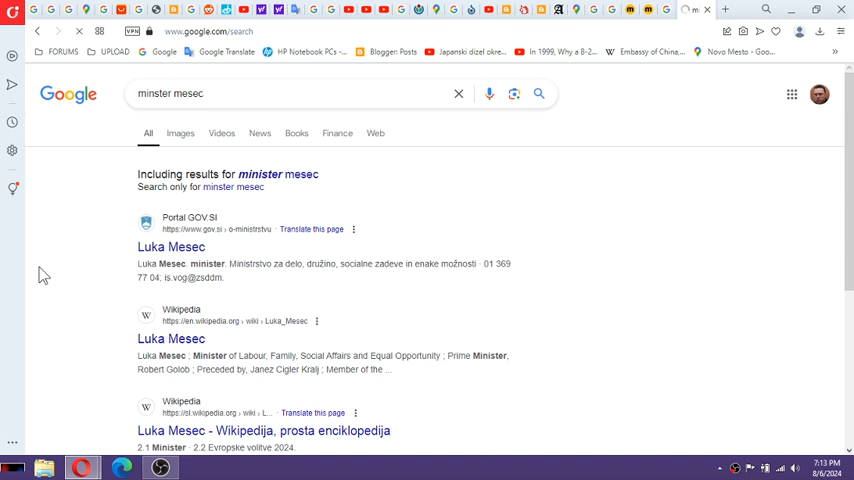 www.google.com/search
VPN
FORUMS
UPLOAD
Google
Google Translate
HP Notebook PCs -...
Blogger: Posts
Japanski dizel okre...
In 1999, Why a B-2...
Embassy of China,...
Novo Mesto - Goo...
Google
minster mesec
All
Images
Videos
News
Books
Finance
Web
Including results for minister mesec
Search only for minster mesec
Portal GOV.SI
https://www.gov.si › o-ministrstvu · Translate this page
Luka Mesec
Luka Mesec. minister. Ministrstvo za delo, družino, socialne zadeve in enake možnosti · 01 369
77 04; is.vog@zsddm.
Wikipedia
https://en.wikipedia.org › wiki › Luka_Mesec
Luka Mesec
Luka Mesec ; Minister of Labour, Family, Social Affairs and Equal Opportunity ; Prime Minister,
Robert Golob ; Preceded by, Janez Cigler Kralj ; Member of the ...
Wikipedia
https://sl.wikipedia.org › wiki › L... · Translate this page
Luka Mesec - Wikipedija, prosta enciklopedija
2.1 Minister · 2.2 Evropske volitve 2024.
7:13 PM
8/6/2024